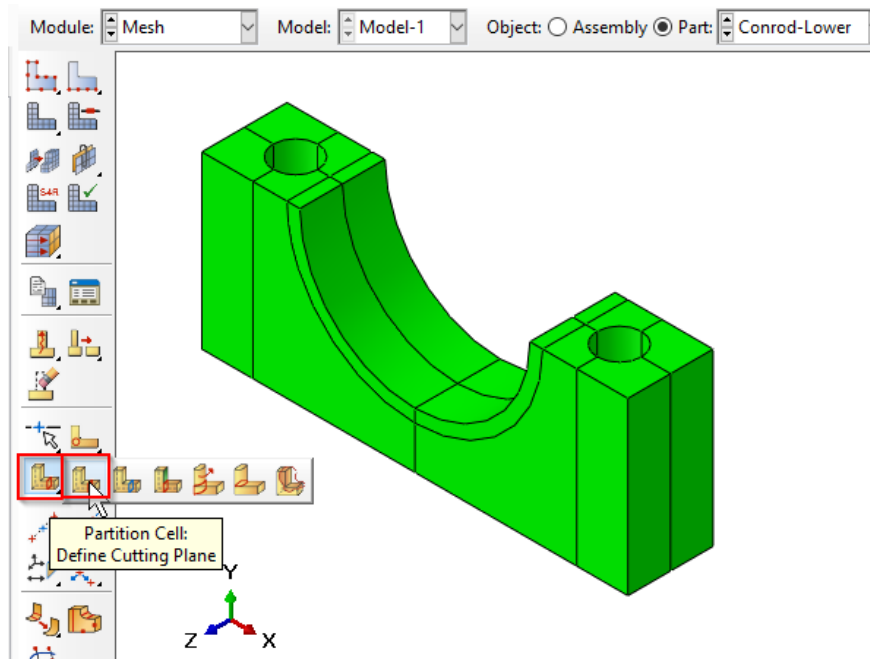 Module: Mesh Model: Model-1 Object: Assembly Part: Conrod-Lower
S4R
Partition Cell:
Define Cutting Plane
Y
Z X